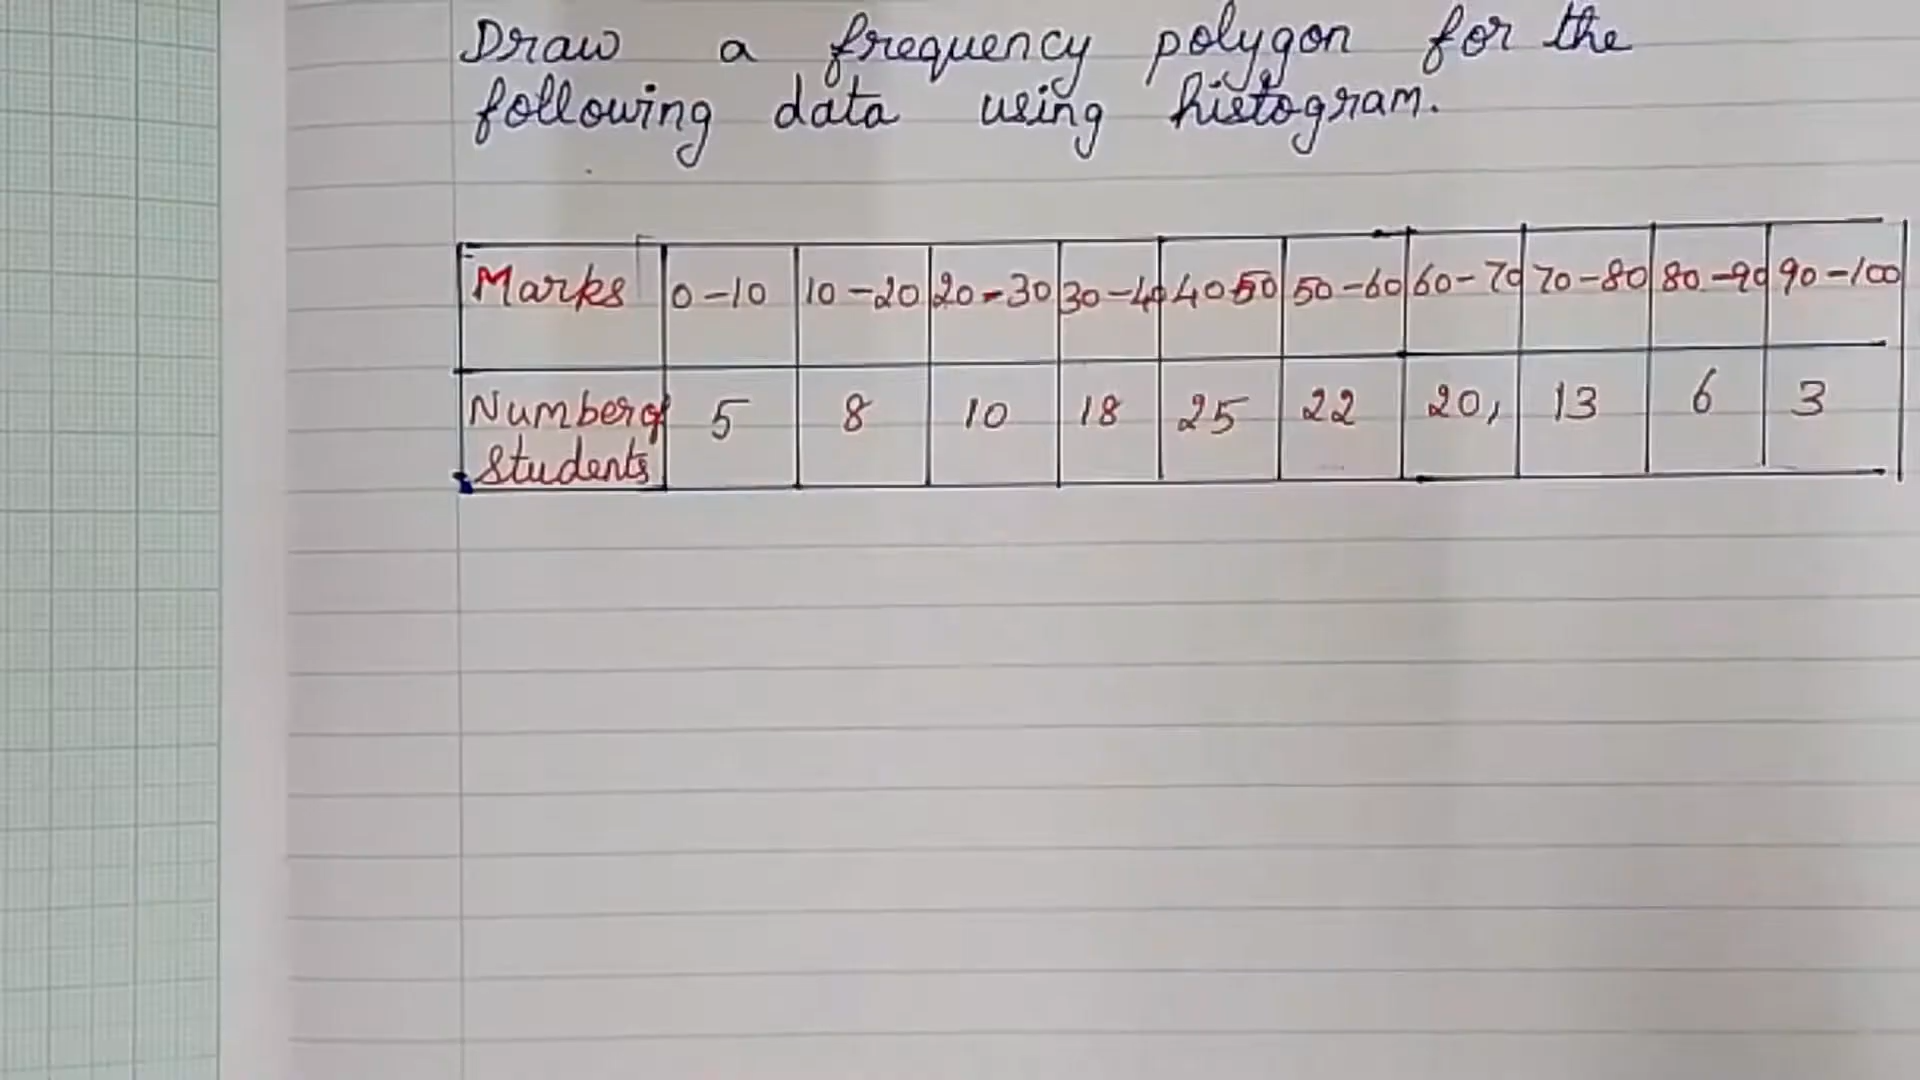 Draw a frequency polygon for the
following data using histogram.
Marks 0-10 10-20 20-30 30-40 40-50 50-60 60-70 70-80 80-90 90-100
Number of 5 8 10 18 25 22 20, 13 6 3
students